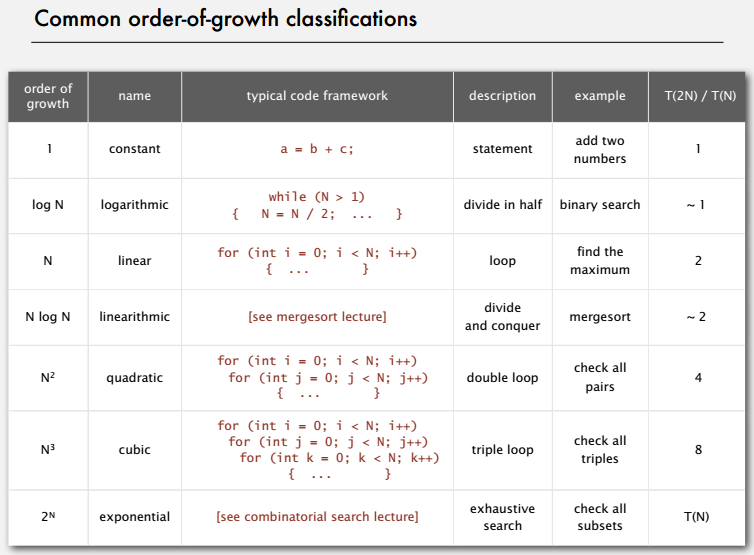 Common order-of-growth classifications
order of
growth
name
typical code framework
description
example
T(2N) / T(N)
1
constant
a = b + c;
statement
add two
numbers
1
log N
logarithmic
while (N > 1)
{ N = N / 2; ... }
divide in half
binary search
~ 1
N
linear
for (int i = 0; i < N; i++)
{ ... }
loop
find the
maximum
2
N log N
linearithmic
[see mergesort lecture]
divide
and conquer
mergesort
~ 2
N²
quadratic
for (int i = 0; i < N; i++)
for (int j = 0; j < N; j++)
{ ... }
double loop
check all
pairs
4
N³
cubic
for (int i = 0; i < N; i++)
for (int j = 0; j < N; j++)
for (int k = 0; k < N; k++)
{ ... }
triple loop
check all
triples
8
2ᴺ
exponential
[see combinatorial search lecture]
exhaustive
search
check all
subsets
T(N)